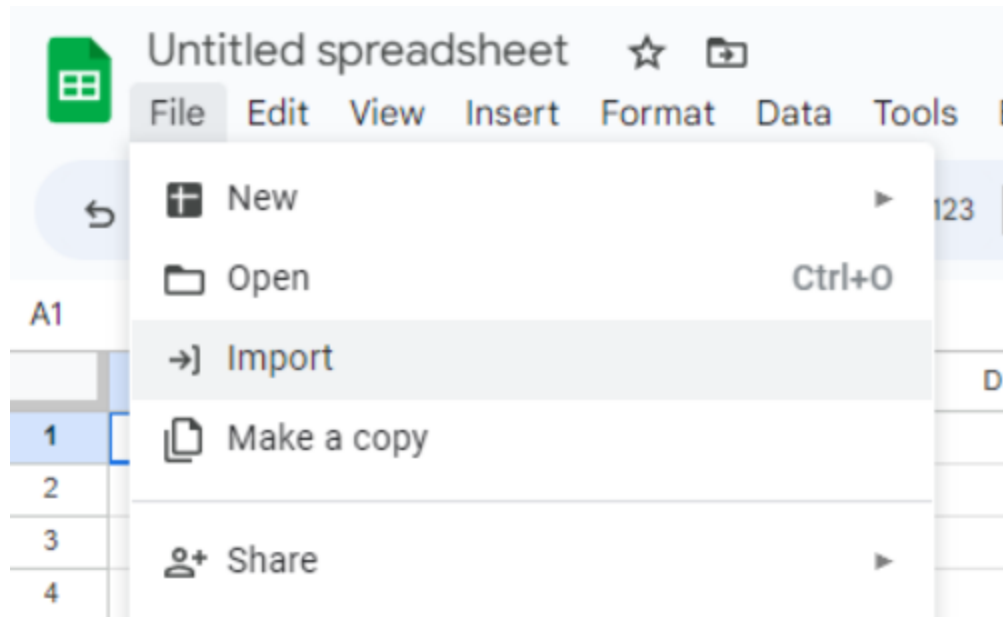 Untitled spreadsheet
File Edit View Insert Format Data Tools
New
123
Open Ctrl+O
A1
Import
D
1
Make a copy
2
3
Share
4